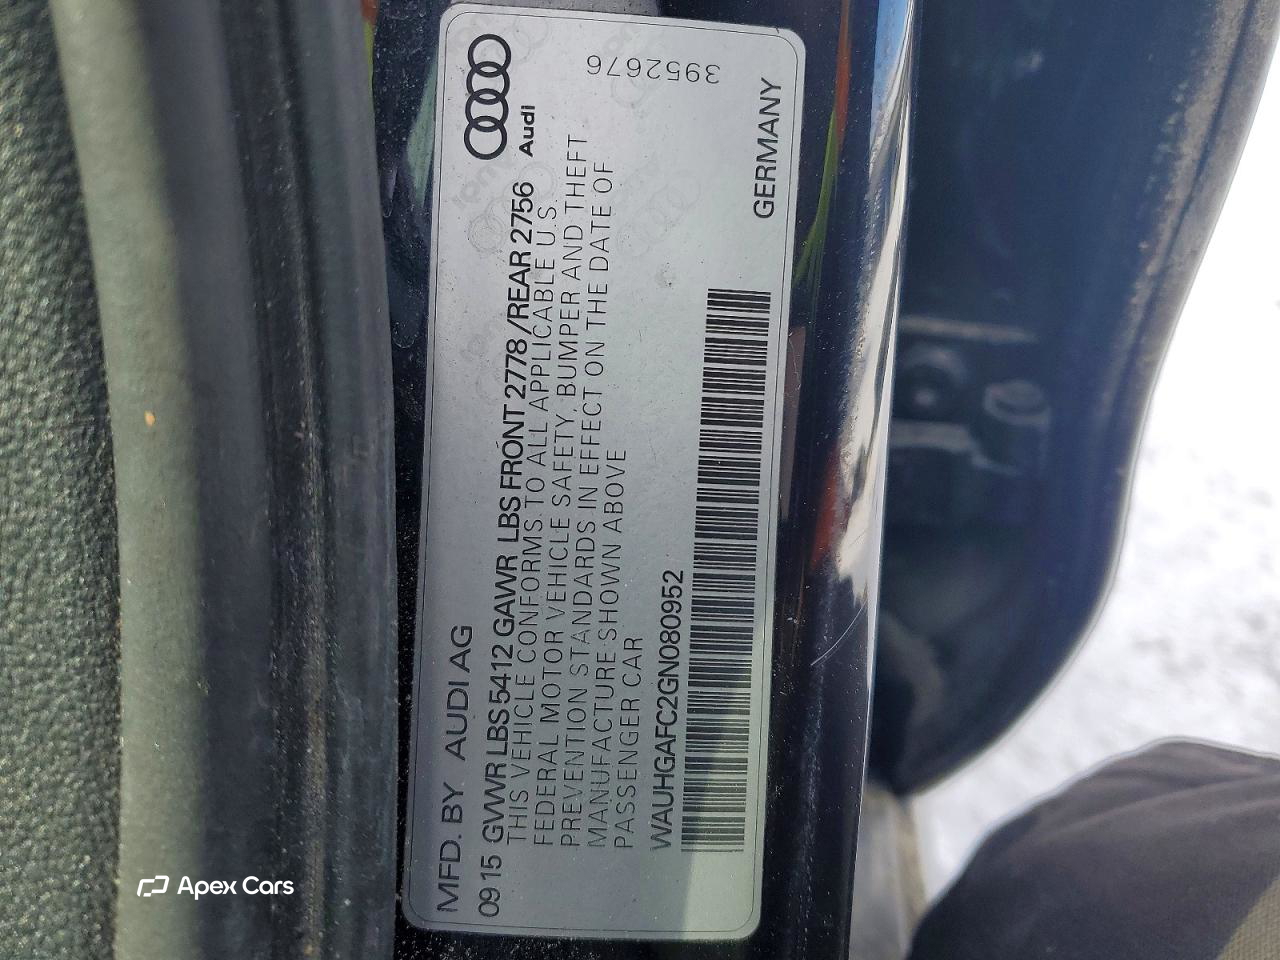 MFD. BY AUDI AG
09 15 GVWR LBS 5412 GAWR LBS FRONT 2778 /REAR 2756
THIS VEHICLE CONFORMS TO ALL APPLICABLE U.S.
FEDERAL MOTOR VEHICLE SAFETY, BUMPER AND THEFT
PREVENTION STANDARDS IN EFFECT ON THE DATE OF
MANUFACTURE SHOWN ABOVE
PASSENGER CAR
WAUHGAFC2GN080952
GERMANY
Audi
3952676
Apex Cars